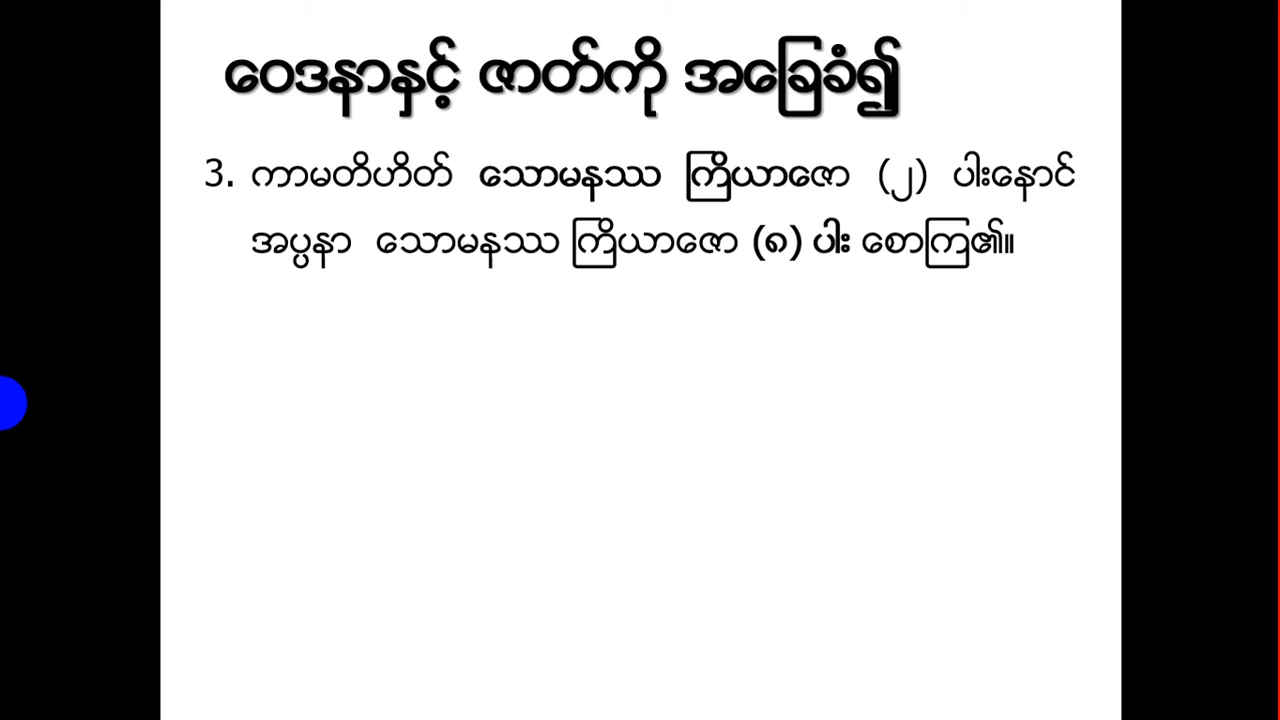 ဝေဒနာနှင့် ဇာတ်ကို အခြေခံ၍
3. ကာမတိဟိတ် သောမနဿ ကြိယာဇော (၂) ပါးနောင်
အပ္ပနာ သောမနဿ ကြိယာဇော (၈) ပါး စောကြ၏။